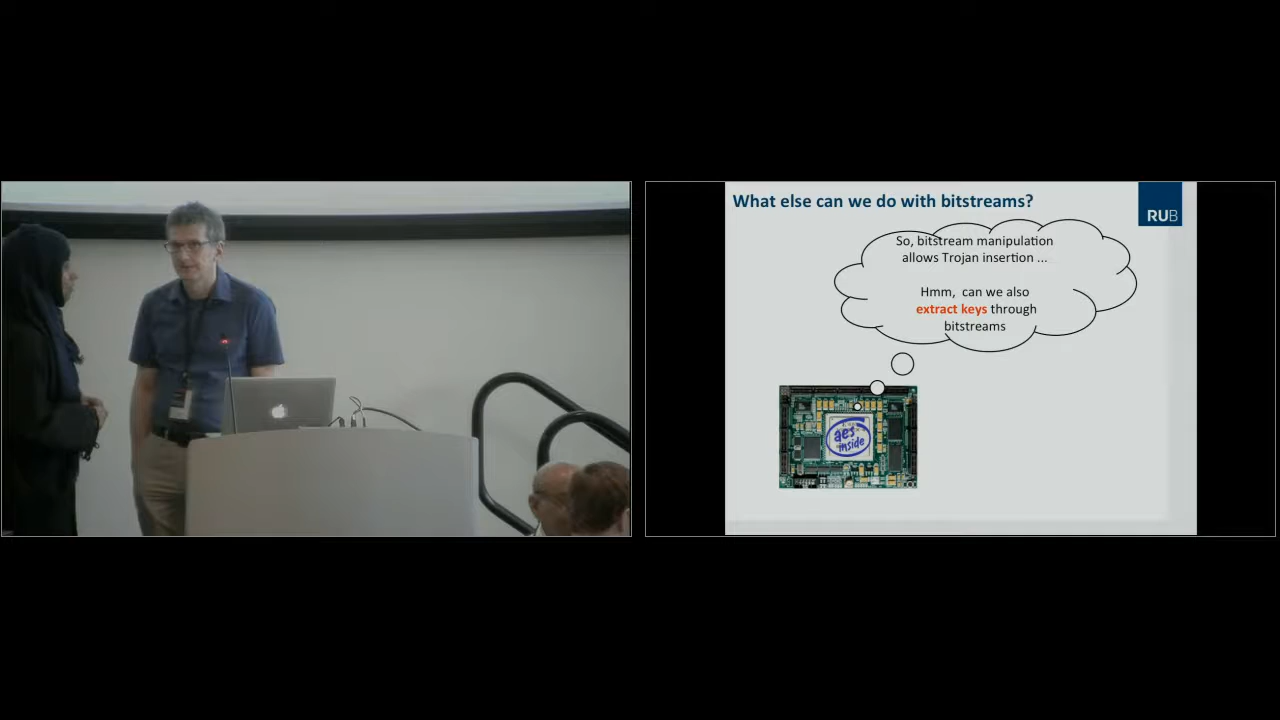 What else can we do with bitstreams?
RUB
So, bitstream manipulation
allows Trojan insertion ...
Hmm, can we also
extract keys through
bitstreams
aes
inside